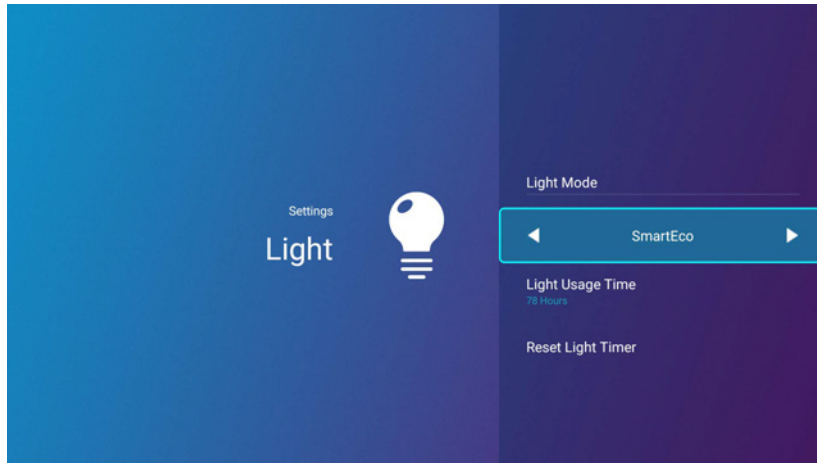 Settings
Light
Light Mode
SmartEco
Light Usage Time
78 Hours
Reset Light Timer